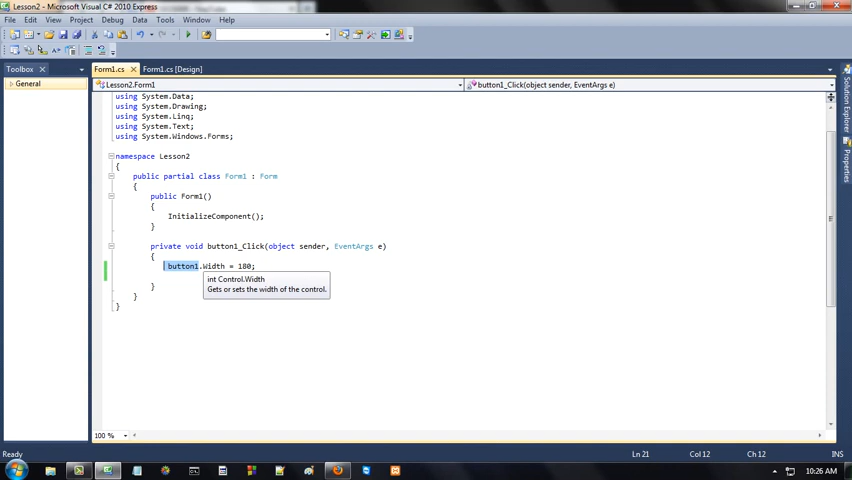 Lesson2 - Microsoft Visual C# 2010 Express
File Edit View Project Debug Data Tools Window Help
Toolbox
Form1.cs
Form1.cs [Design]
General
Lesson2.Form1
button1_Click(object sender, EventArgs e)
using System.Data;
using System.Drawing;
using System.Linq;
using System.Text;
using System.Windows.Forms;
namespace Lesson2
{
public partial class Form1 : Form
{
public Form1()
{
InitializeComponent();
}
private void button1_Click(object sender, EventArgs e)
{
button1.Width = 180;
int Control.Width
Gets or sets the width of the control.
}
}
}
Solution Explorer
Properties
100 %
Ready
Ln 21
Col 12
Ch 12
INS
10:26 AM